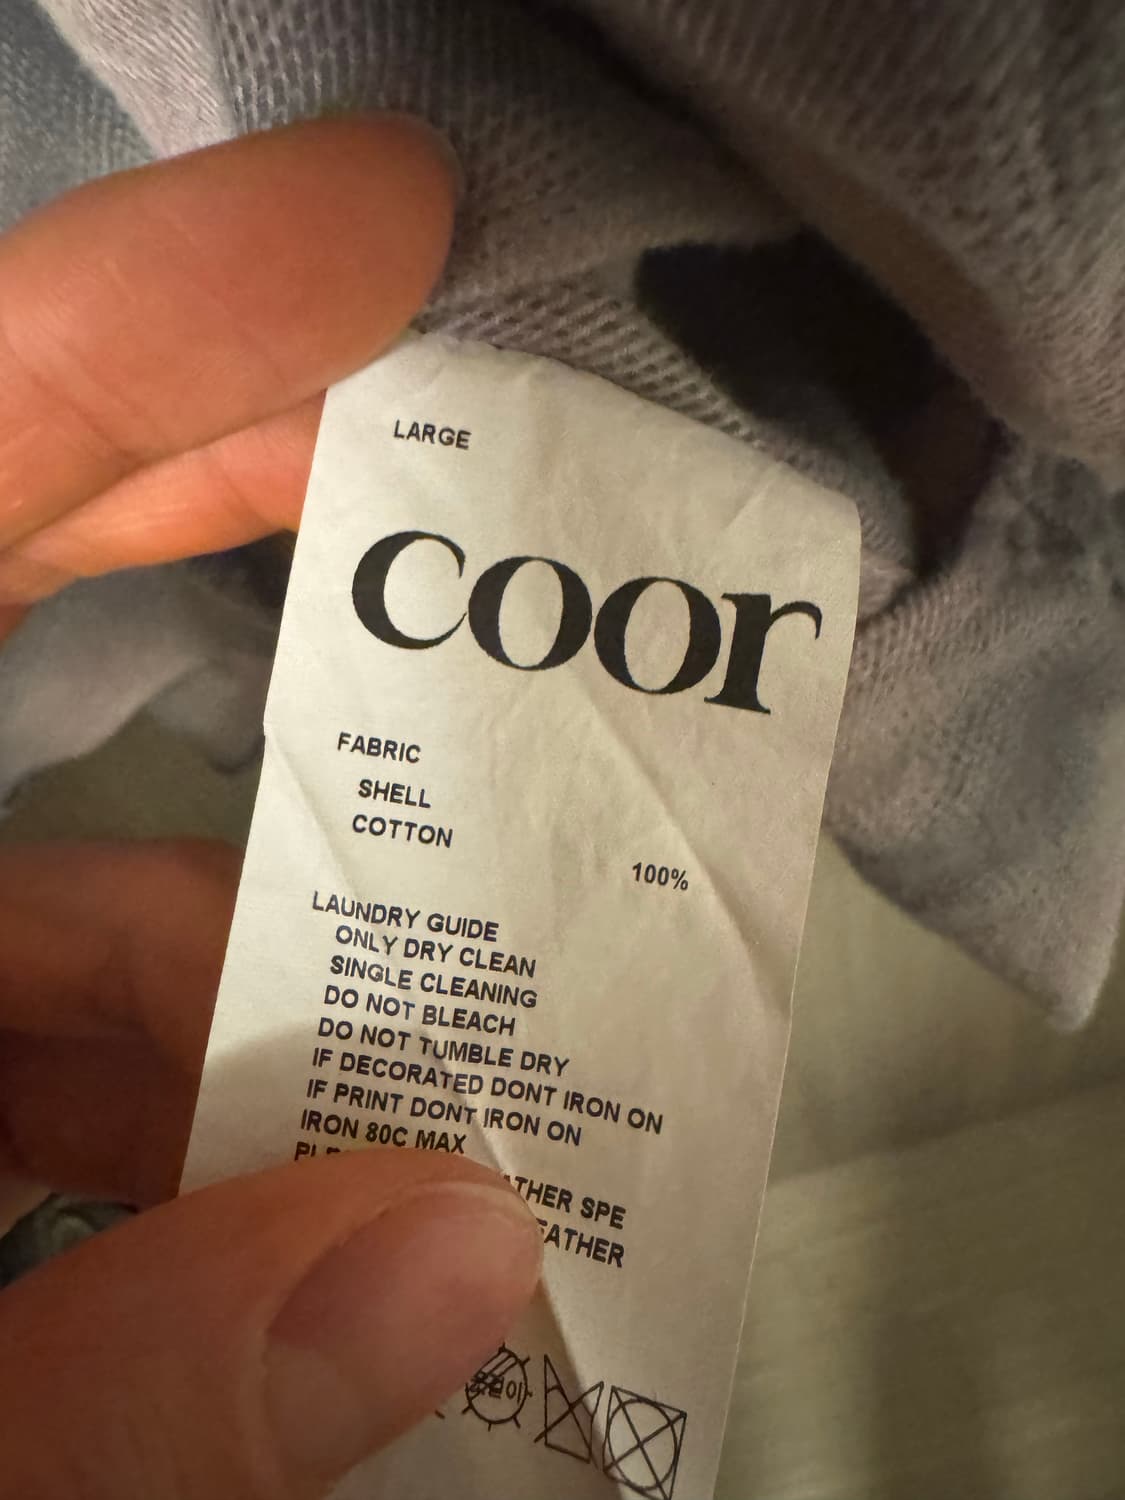 LARGE
coor
FABRIC
SHELL
COTTON
100%
LAUNDRY GUIDE
ONLY DRY CLEAN
SINGLE CLEANING
DO NOT BLEACH
DO NOT TUMBLE DRY
IF DECORATED DONT IRON ON
IF PRINT DONT IRON ON
IRON 80C MAX
SPE